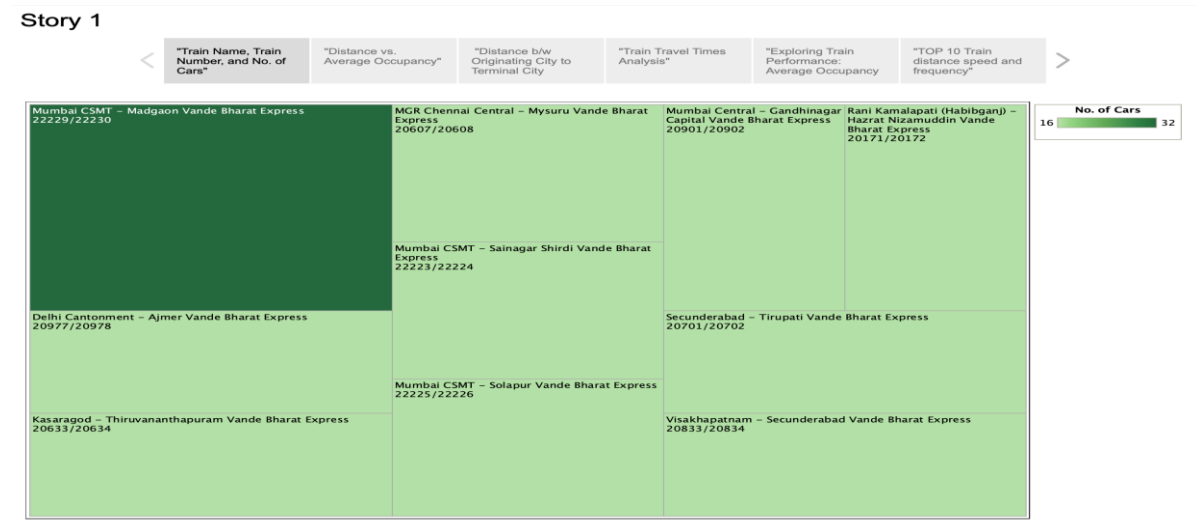 Story 1
"Train Name, Train
Number, and No. of
Cars"
"Distance vs.
Average Occupancy"
"Distance b/w
Originating City to
Terminal City
"Train Travel Times
Analysis"
"Exploring Train
Performance:
Average Occupancy
"TOP 10 Train
distance speed and
frequency"
Mumbai CSMT – Madgaon Vande Bharat Express
22229/22230
MGR Chennai Central – Mysuru Vande Bharat
Express
20607/20608
Mumbai Central – Gandhinagar
Capital Vande Bharat Express
20901/20902
Rani Kamalapati (Habibganj) –
Hazrat Nizamuddin Vande
Bharat Express
20171/20172
No. of Cars
16 32
Mumbai CSMT – Sainagar Shirdi Vande Bharat
Express
22223/22224
Delhi Cantonment – Ajmer Vande Bharat Express
20977/20978
Secunderabad – Tirupati Vande Bharat Express
20701/20702
Mumbai CSMT – Solapur Vande Bharat Express
22225/22226
Kasaragod – Thiruvananthapuram Vande Bharat Express
20633/20634
Visakhapatnam – Secunderabad Vande Bharat Express
20833/20834